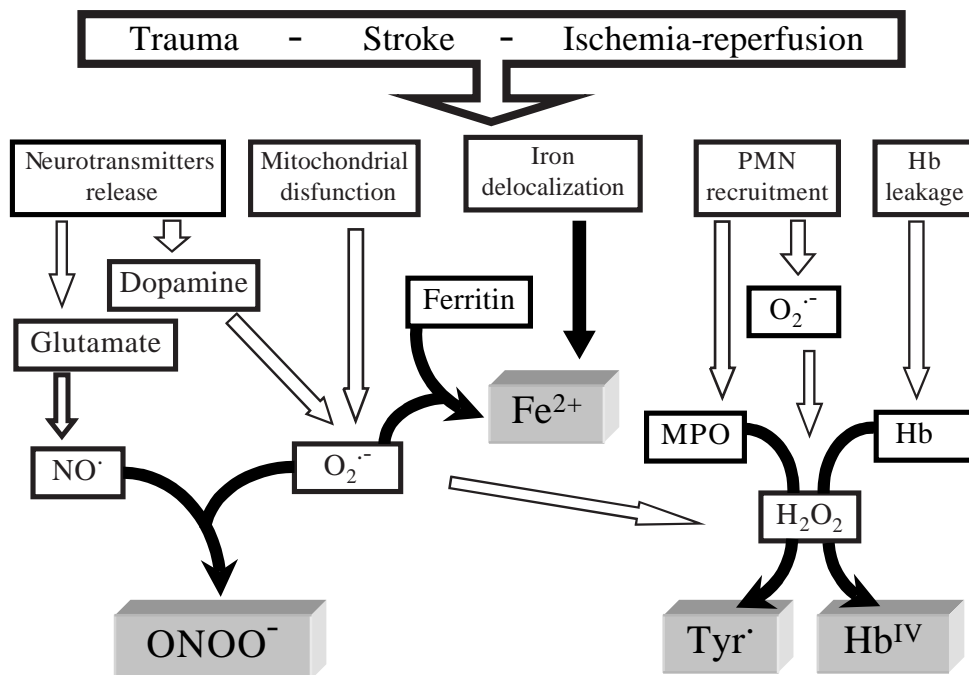 Trauma - Stroke - Ischemia-reperfusion
Neurotransmitters
release
Mitochondrial
disfunction
Iron
delocalization
PMN
recruitment
Hb
leakage
Dopamine
Ferritin
O₂·⁻
Glutamate
Fe²⁺
MPO
Hb
NO·
O₂·⁻
H₂O₂
ONOO⁻
Tyr·
Hbᴵⱽ